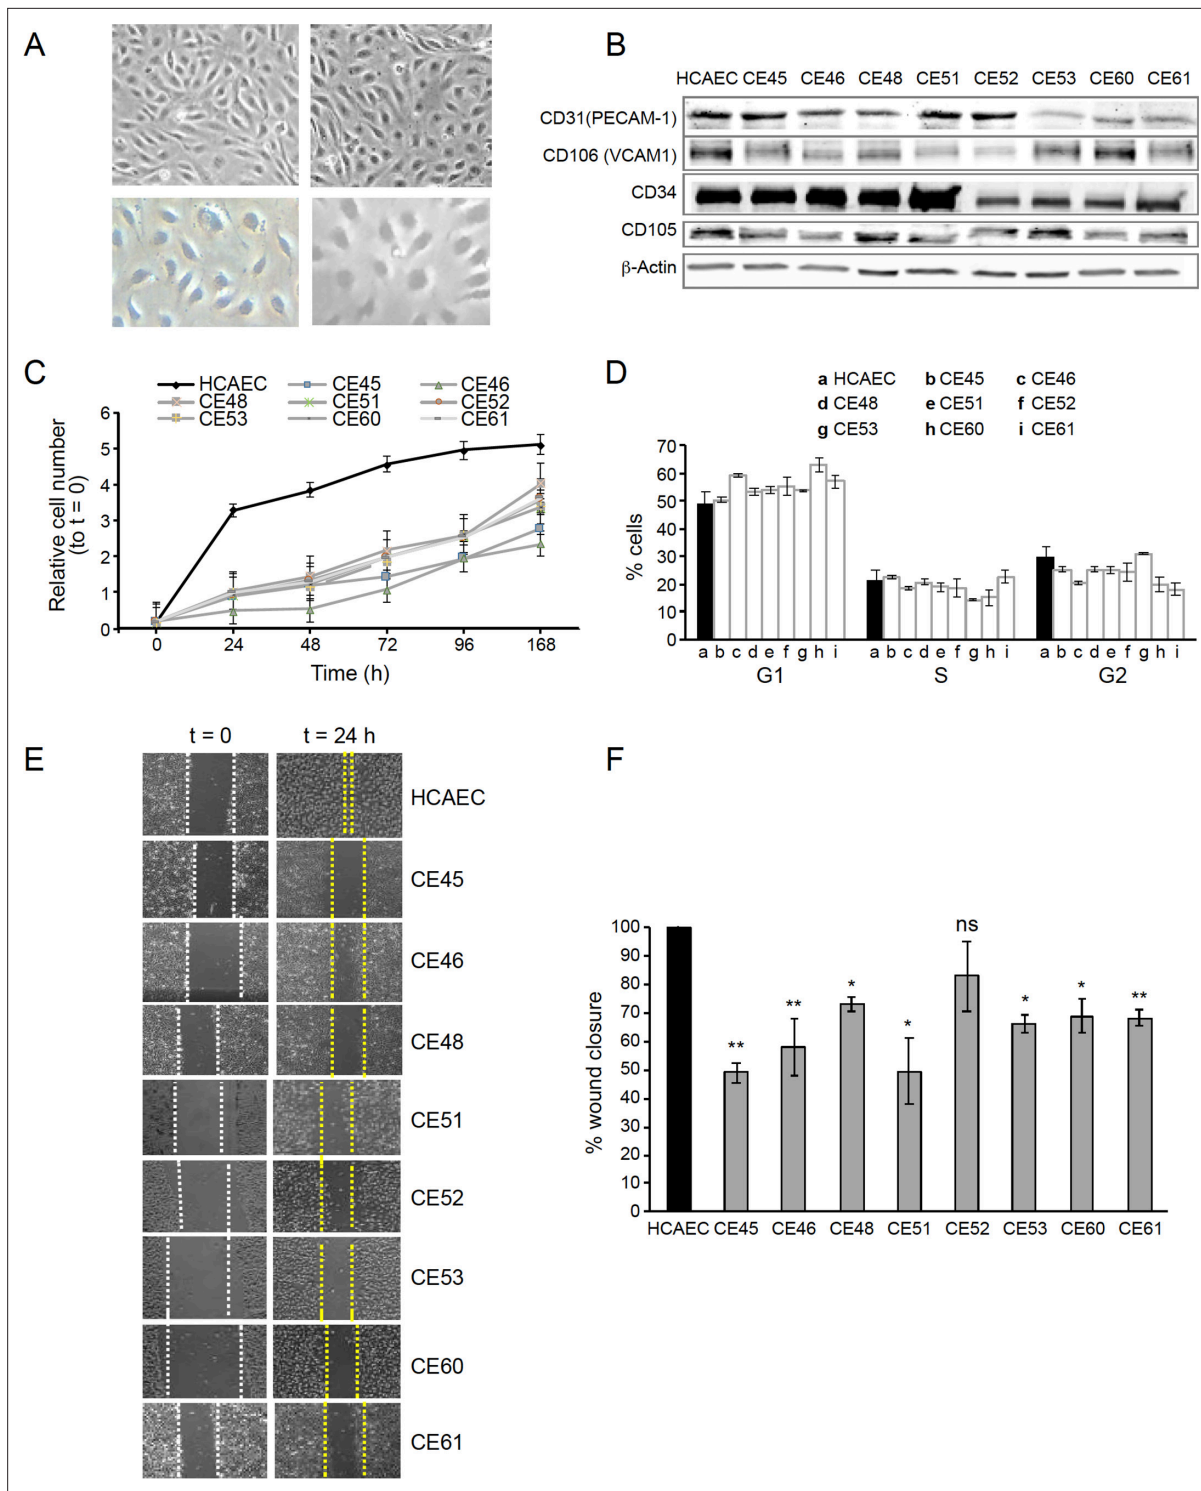 A
B
HCAEC CE45 CE46 CE48 CE51 CE52 CE53 CE60 CE61
CD31(PECAM-1)
CD106 (VCAM1)
CD34
CD105
β-Actin
C
HCAEC CE45 CE46
CE48 CE51 CE52
CE53 CE60 CE61
Relative cell number
(to t = 0)
6
5
4
3
2
1
0
0 24 48 72 96 168
Time (h)
D
a HCAEC b CE45 c CE46
d CE48 e CE51 f CE52
g CE53 h CE60 i CE61
% cells
70
60
50
40
30
20
10
0
a b c d e f g h i a b c d e f g h i a b c d e f g h i
G1 S G2
E
t = 0 t = 24 h
HCAEC
CE45
CE46
CE48
CE51
CE52
CE53
CE60
CE61
F
% wound closure
100
90
80
70
60
50
40
30
20
10
0
** ** * * ns * * **
HCAEC CE45 CE46 CE48 CE51 CE52 CE53 CE60 CE61